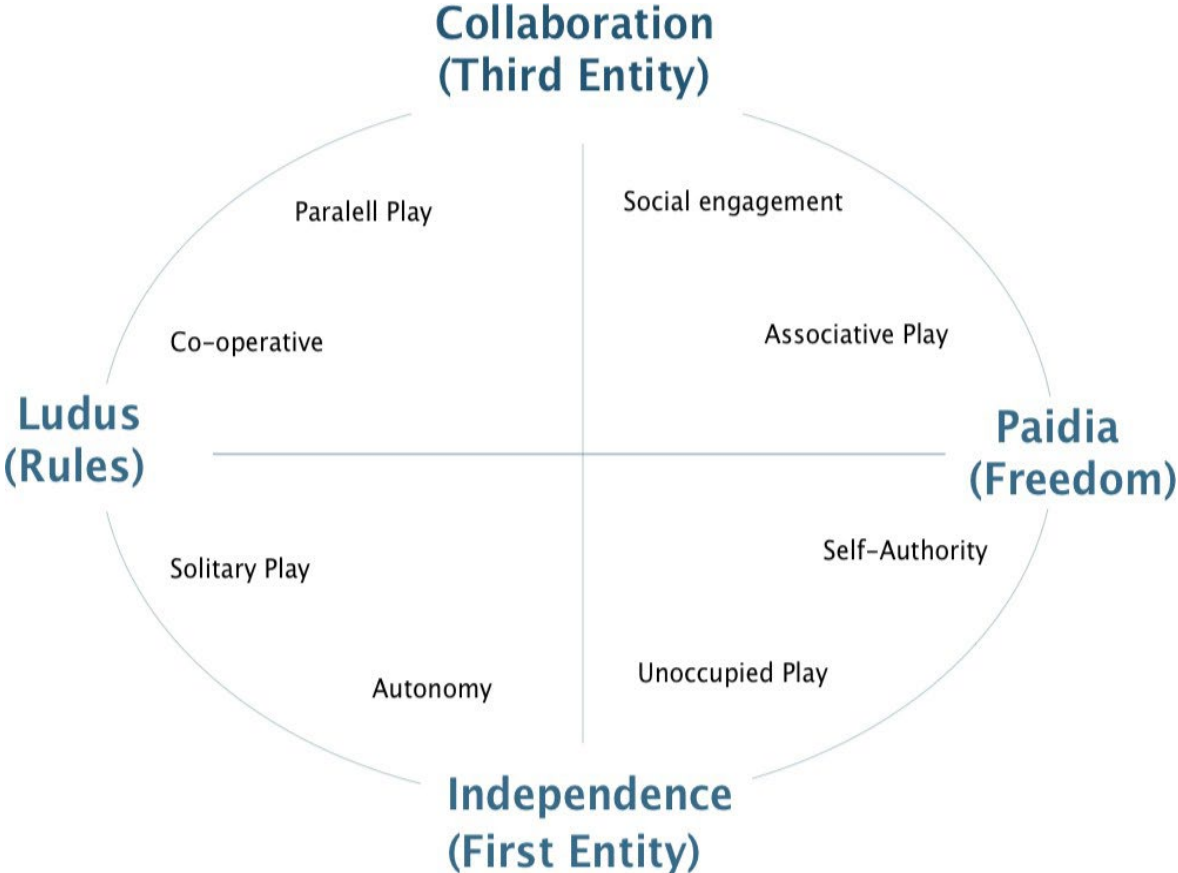 Collaboration
(Third Entity)
Social engagement
Paralell Play
Associative Play
Co-operative
Ludus
(Rules)
Paidia
(Freedom)
Self-Authority
Solitary Play
Unoccupied Play
Autonomy
Independence
(First Entity)